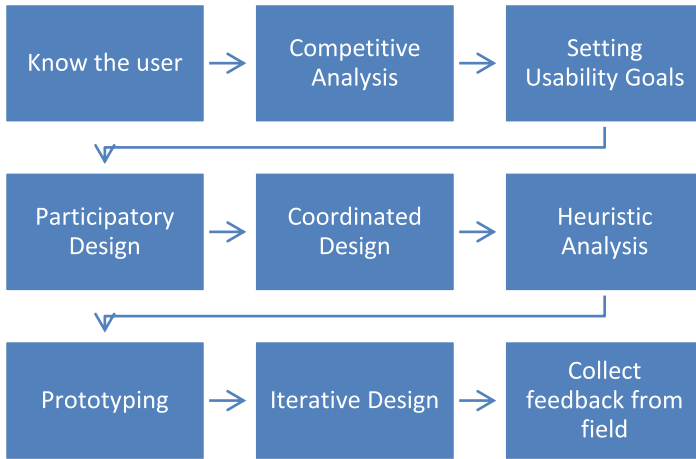 Know the user
Competitive
Analysis
Setting
Usability Goals
Participatory
Design
Coordinated
Design
Heuristic
Analysis
Prototyping
Iterative Design
Collect
feedback from
field